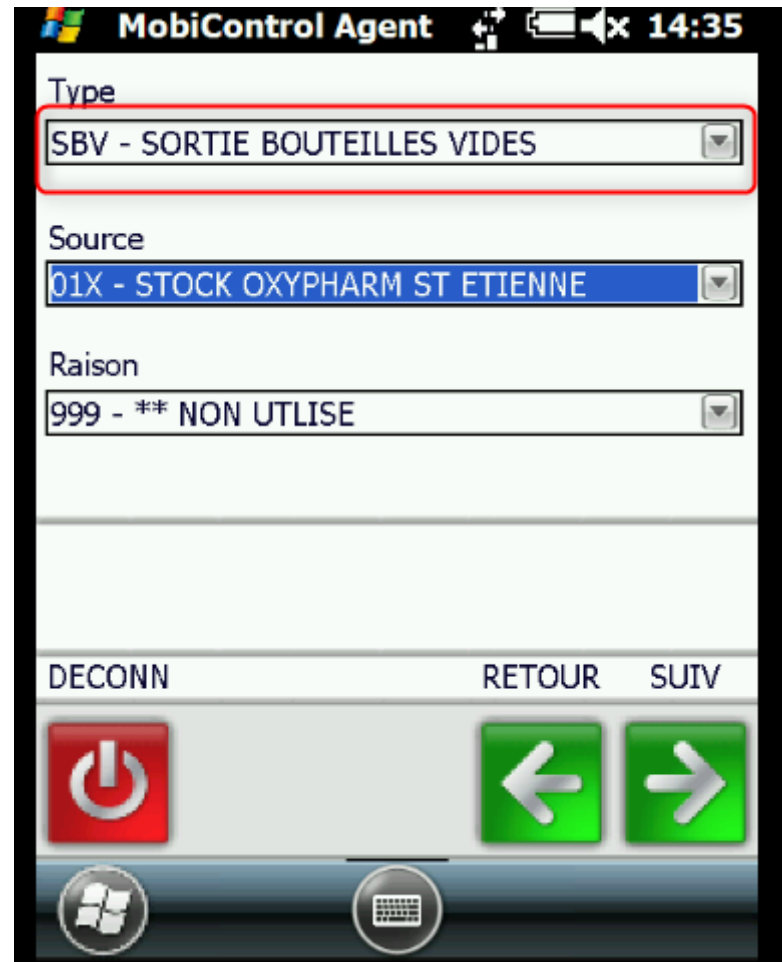 MobiControl Agent 14:35
Type
SBV - SORTIE BOUTEILLES VIDES
Source
01X - STOCK OXYPHARM ST ETIENNE
Raison
999 - ** NON UTLISE
DECONN RETOUR SUIV